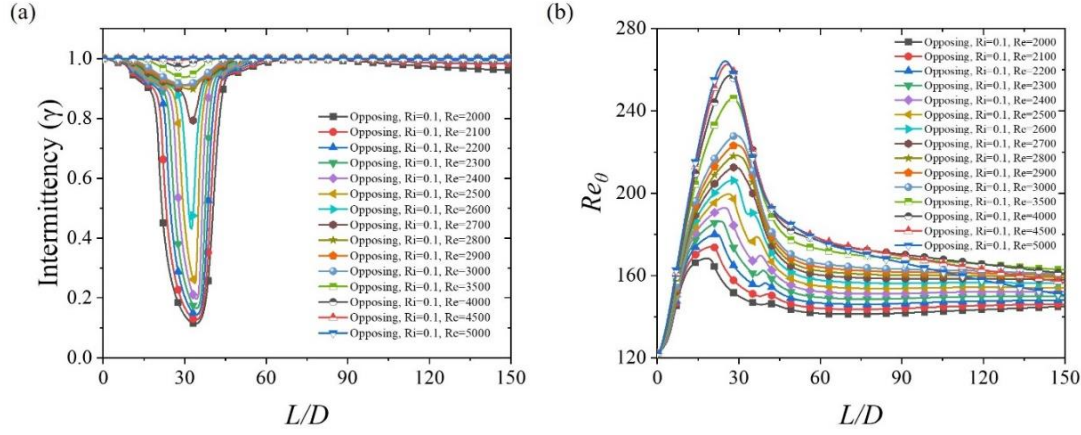 (a)
Intermittency (γ)
1.0
0.8
0.6
0.4
0.2
0.0
0 30 60 90 120 150
L/D
Opposing, Ri=0.1, Re=2000
Opposing, Ri=0.1, Re=2100
Opposing, Ri=0.1, Re=2200
Opposing, Ri=0.1, Re=2300
Opposing, Ri=0.1, Re=2400
Opposing, Ri=0.1, Re=2500
Opposing, Ri=0.1, Re=2600
Opposing, Ri=0.1, Re=2700
Opposing, Ri=0.1, Re=2800
Opposing, Ri=0.1, Re=2900
Opposing, Ri=0.1, Re=3000
Opposing, Ri=0.1, Re=3500
Opposing, Ri=0.1, Re=4000
Opposing, Ri=0.1, Re=4500
Opposing, Ri=0.1, Re=5000
(b)
Reθ
280
240
200
160
120
0 30 60 90 120 150
L/D
Opposing, Ri=0.1, Re=2000
Opposing, Ri=0.1, Re=2100
Opposing, Ri=0.1, Re=2200
Opposing, Ri=0.1, Re=2300
Opposing, Ri=0.1, Re=2400
Opposing, Ri=0.1, Re=2500
Opposing, Ri=0.1, Re=2600
Opposing, Ri=0.1, Re=2700
Opposing, Ri=0.1, Re=2800
Opposing, Ri=0.1, Re=2900
Opposing, Ri=0.1, Re=3000
Opposing, Ri=0.1, Re=3500
Opposing, Ri=0.1, Re=4000
Opposing, Ri=0.1, Re=4500
Opposing, Ri=0.1, Re=5000